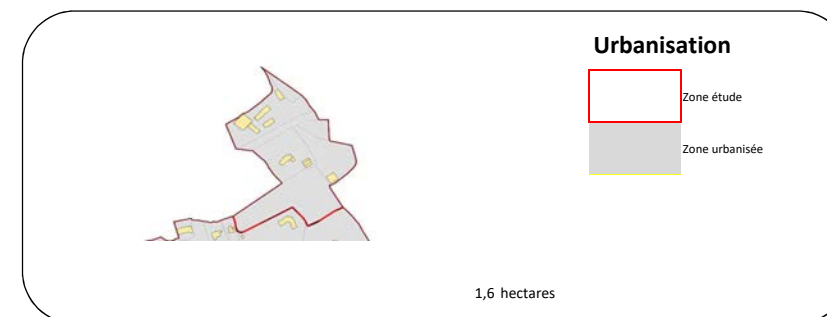 Urbanisation
Zone étude
Zone urbanisée
1,6 hectares